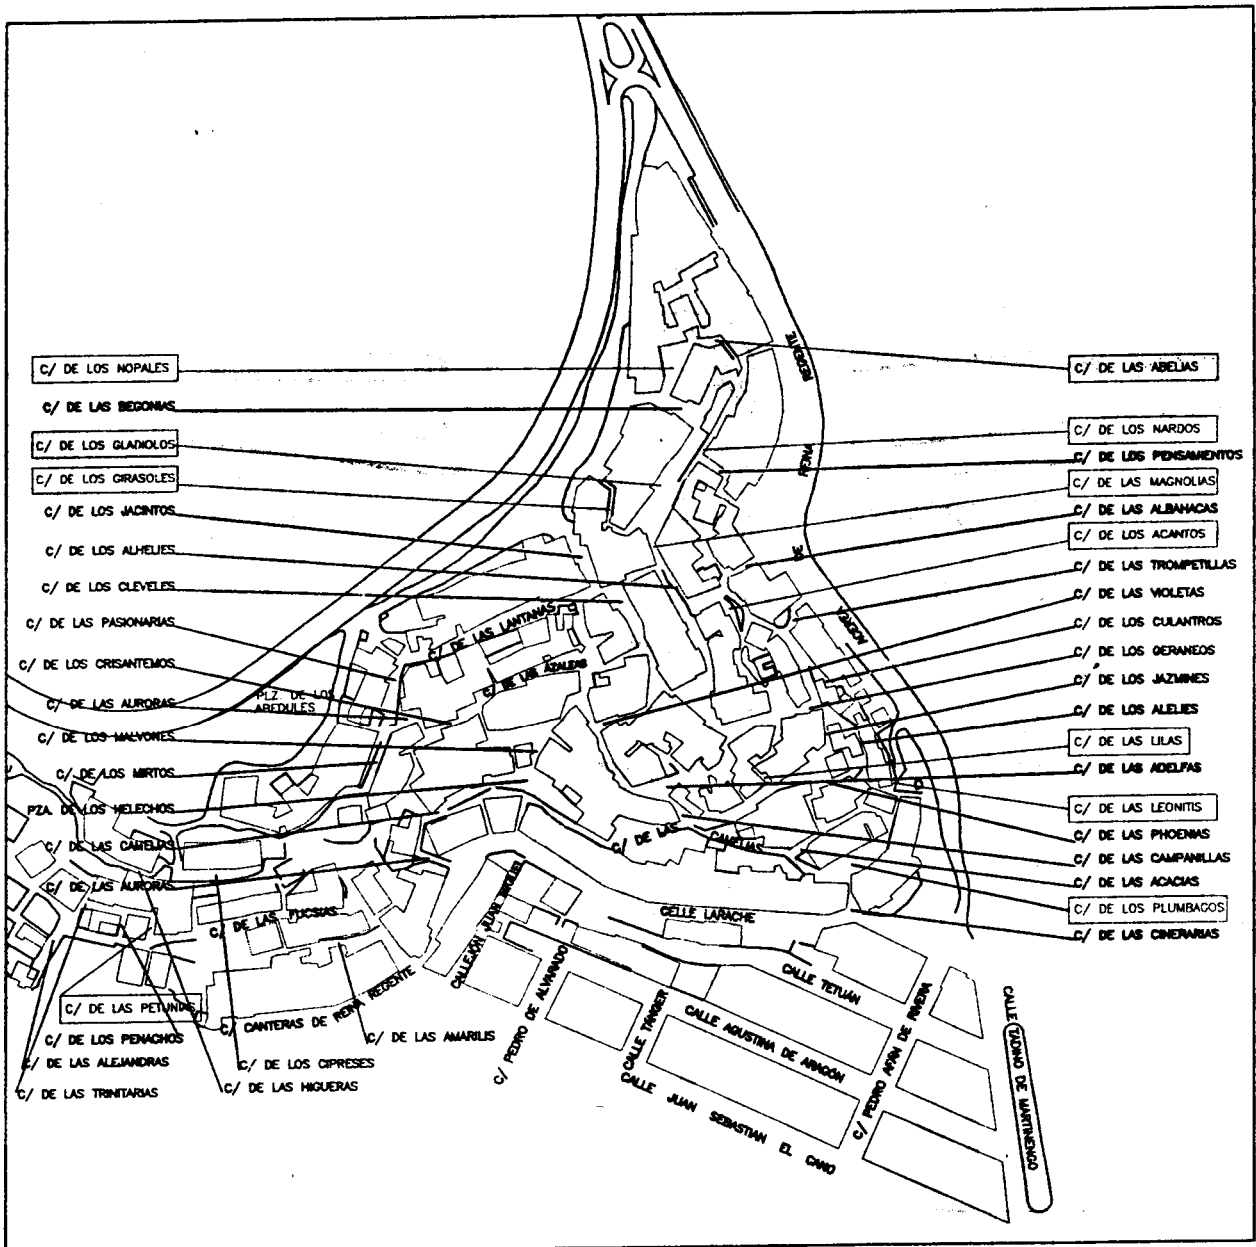 C/ DE LOS NOPALES
C/ DE LAS BEGONIAS
C/ DE LOS GLADIOLOS
C/ DE LOS GIRASOLES
C/ DE LOS JACINTOS
C/ DE LOS ALHELIES
C/ DE LOS CLEVELES
C/ DE LAS PASIONARIAS
C/ DE LOS CRISANTEMOS
C/ DE LAS AURORAS
C/ DE LOS MALVONES
C/ DE LOS MIRTOS
PZA. DE LOS HELECHOS
C/ DE LAS CAMELIAS
C/ DE LAS AURORAS
C/ DE LAS PETUNIAS
C/ DE LOS PENACHOS
C/ DE LAS ALEJANDRAS
C/ DE LAS TRINITARIAS
C/ DE LOS CIPRESES
C/ DE LAS HIGUERAS
C/ DE LAS AMARILIS
C/ DE LAS LANTANAS
C/ DE LAS AZALEAS
PLZ. DE LOS
ABEDULES
C/ DE LAS CAMELIAS
C/ DE LAS FUCSIAS
C/ CANTERAS DE REINA REGENTE
CALLEJÓN JUAN MIGUEL
C/ PEDRO DE ALVARADO
CELLE LARACHE
CALLE TETUÁN
CALLE TANGER
CALLE AGUSTINA DE ARAGÓN
CALLE JUAN SEBASTIAN EL CANO
C/ PEDRO AFÁN DE RIVERA
CALLE TADINO DE MARTINENGO
ACERA DE REINA REGENTE
C/ DE LAS ABELIAS
C/ DE LOS NARDOS
C/ DE LOS PENSAMIENTOS
C/ DE LAS MAGNOLIAS
C/ DE LAS ALBAHACAS
C/ DE LOS ACANTOS
C/ DE LAS TROMPETILLAS
C/ DE LAS VIOLETAS
C/ DE LOS CULANTROS
C/ DE LOS GERANEOS
C/ DE LOS JAZMINES
C/ DE LOS ALELIES
C/ DE LAS LILAS
C/ DE LAS ADELFAS
C/ DE LAS LEONITIS
C/ DE LAS PHOENIAS
C/ DE LAS CAMPANILLAS
C/ DE LAS ACACIAS
C/ DE LOS PLUMBAGOS
C/ DE LAS CINERARIAS